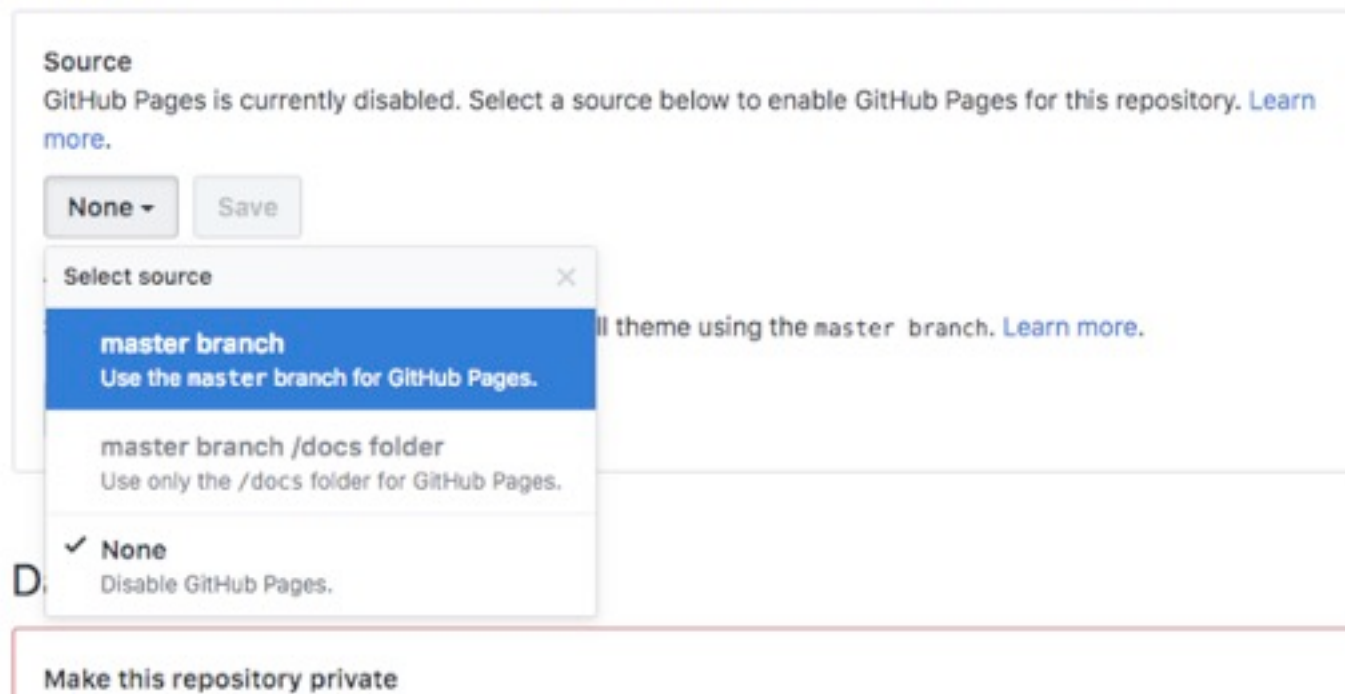 Source
GitHub Pages is currently disabled. Select a source below to enable GitHub Pages for this repository. Learn
more.
None
Save
Select source
master branch
Use the master branch for GitHub Pages.
ll theme using the master branch. Learn more.
master branch /docs folder
Use only the /docs folder for GitHub Pages.
None
Disable GitHub Pages.
D
Make this repository private